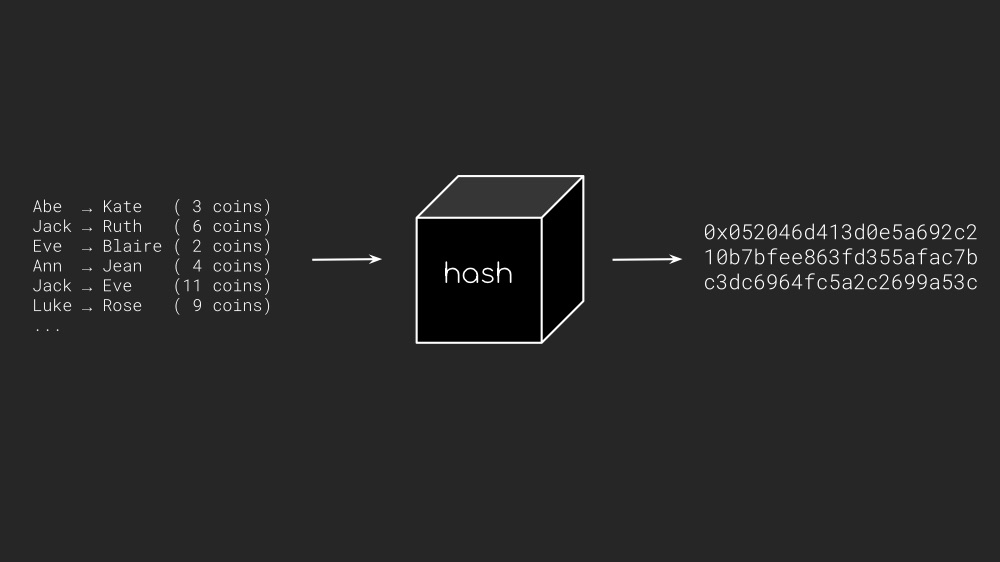 Abe → Kate ( 3 coins)
Jack → Ruth ( 6 coins)
Eve → Blaire ( 2 coins)
Ann → Jean ( 4 coins)
Jack → Eve (11 coins)
Luke → Rose ( 9 coins)
...
hash
0x052046d413d0e5a692c2
10b7bfee863fd355afac7b
c3dc6964fc5a2c2699a53c